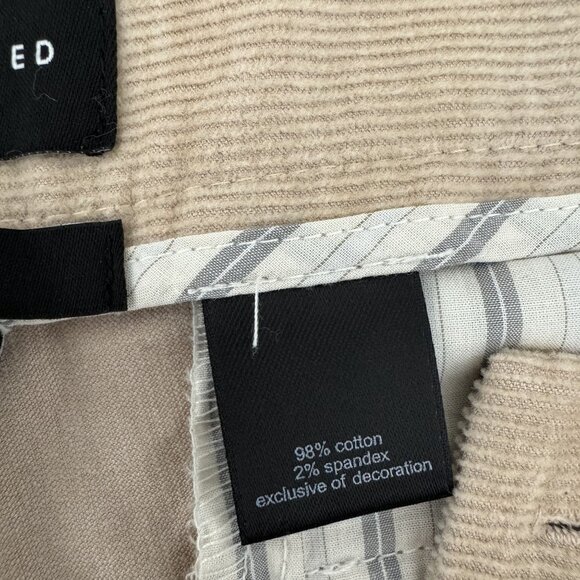 ED
98% cotton
2% spandex
exclusive of decoration